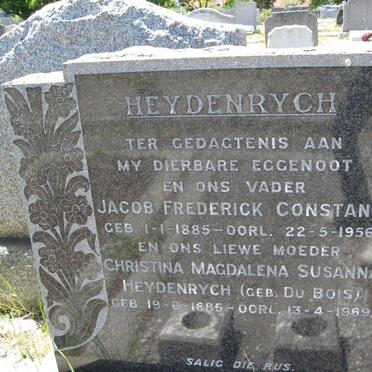 HEYDENRYCH
TER GEDAGTENIS AAN
MY DIERBARE EGGENOOT
EN ONS VADER
JACOB FREDERICK CONSTAN
GEB. 1-1-1885-OORL. 22-5-1956
EN ONS LIEWE MOEDER
CHRISTINA MAGDALENA SUSANNA
HEYDENRYCH (GEB. DU BOIS)
GEB. 19-6-1885-OORL. 13-4-1969
SALIG DIE RUS.